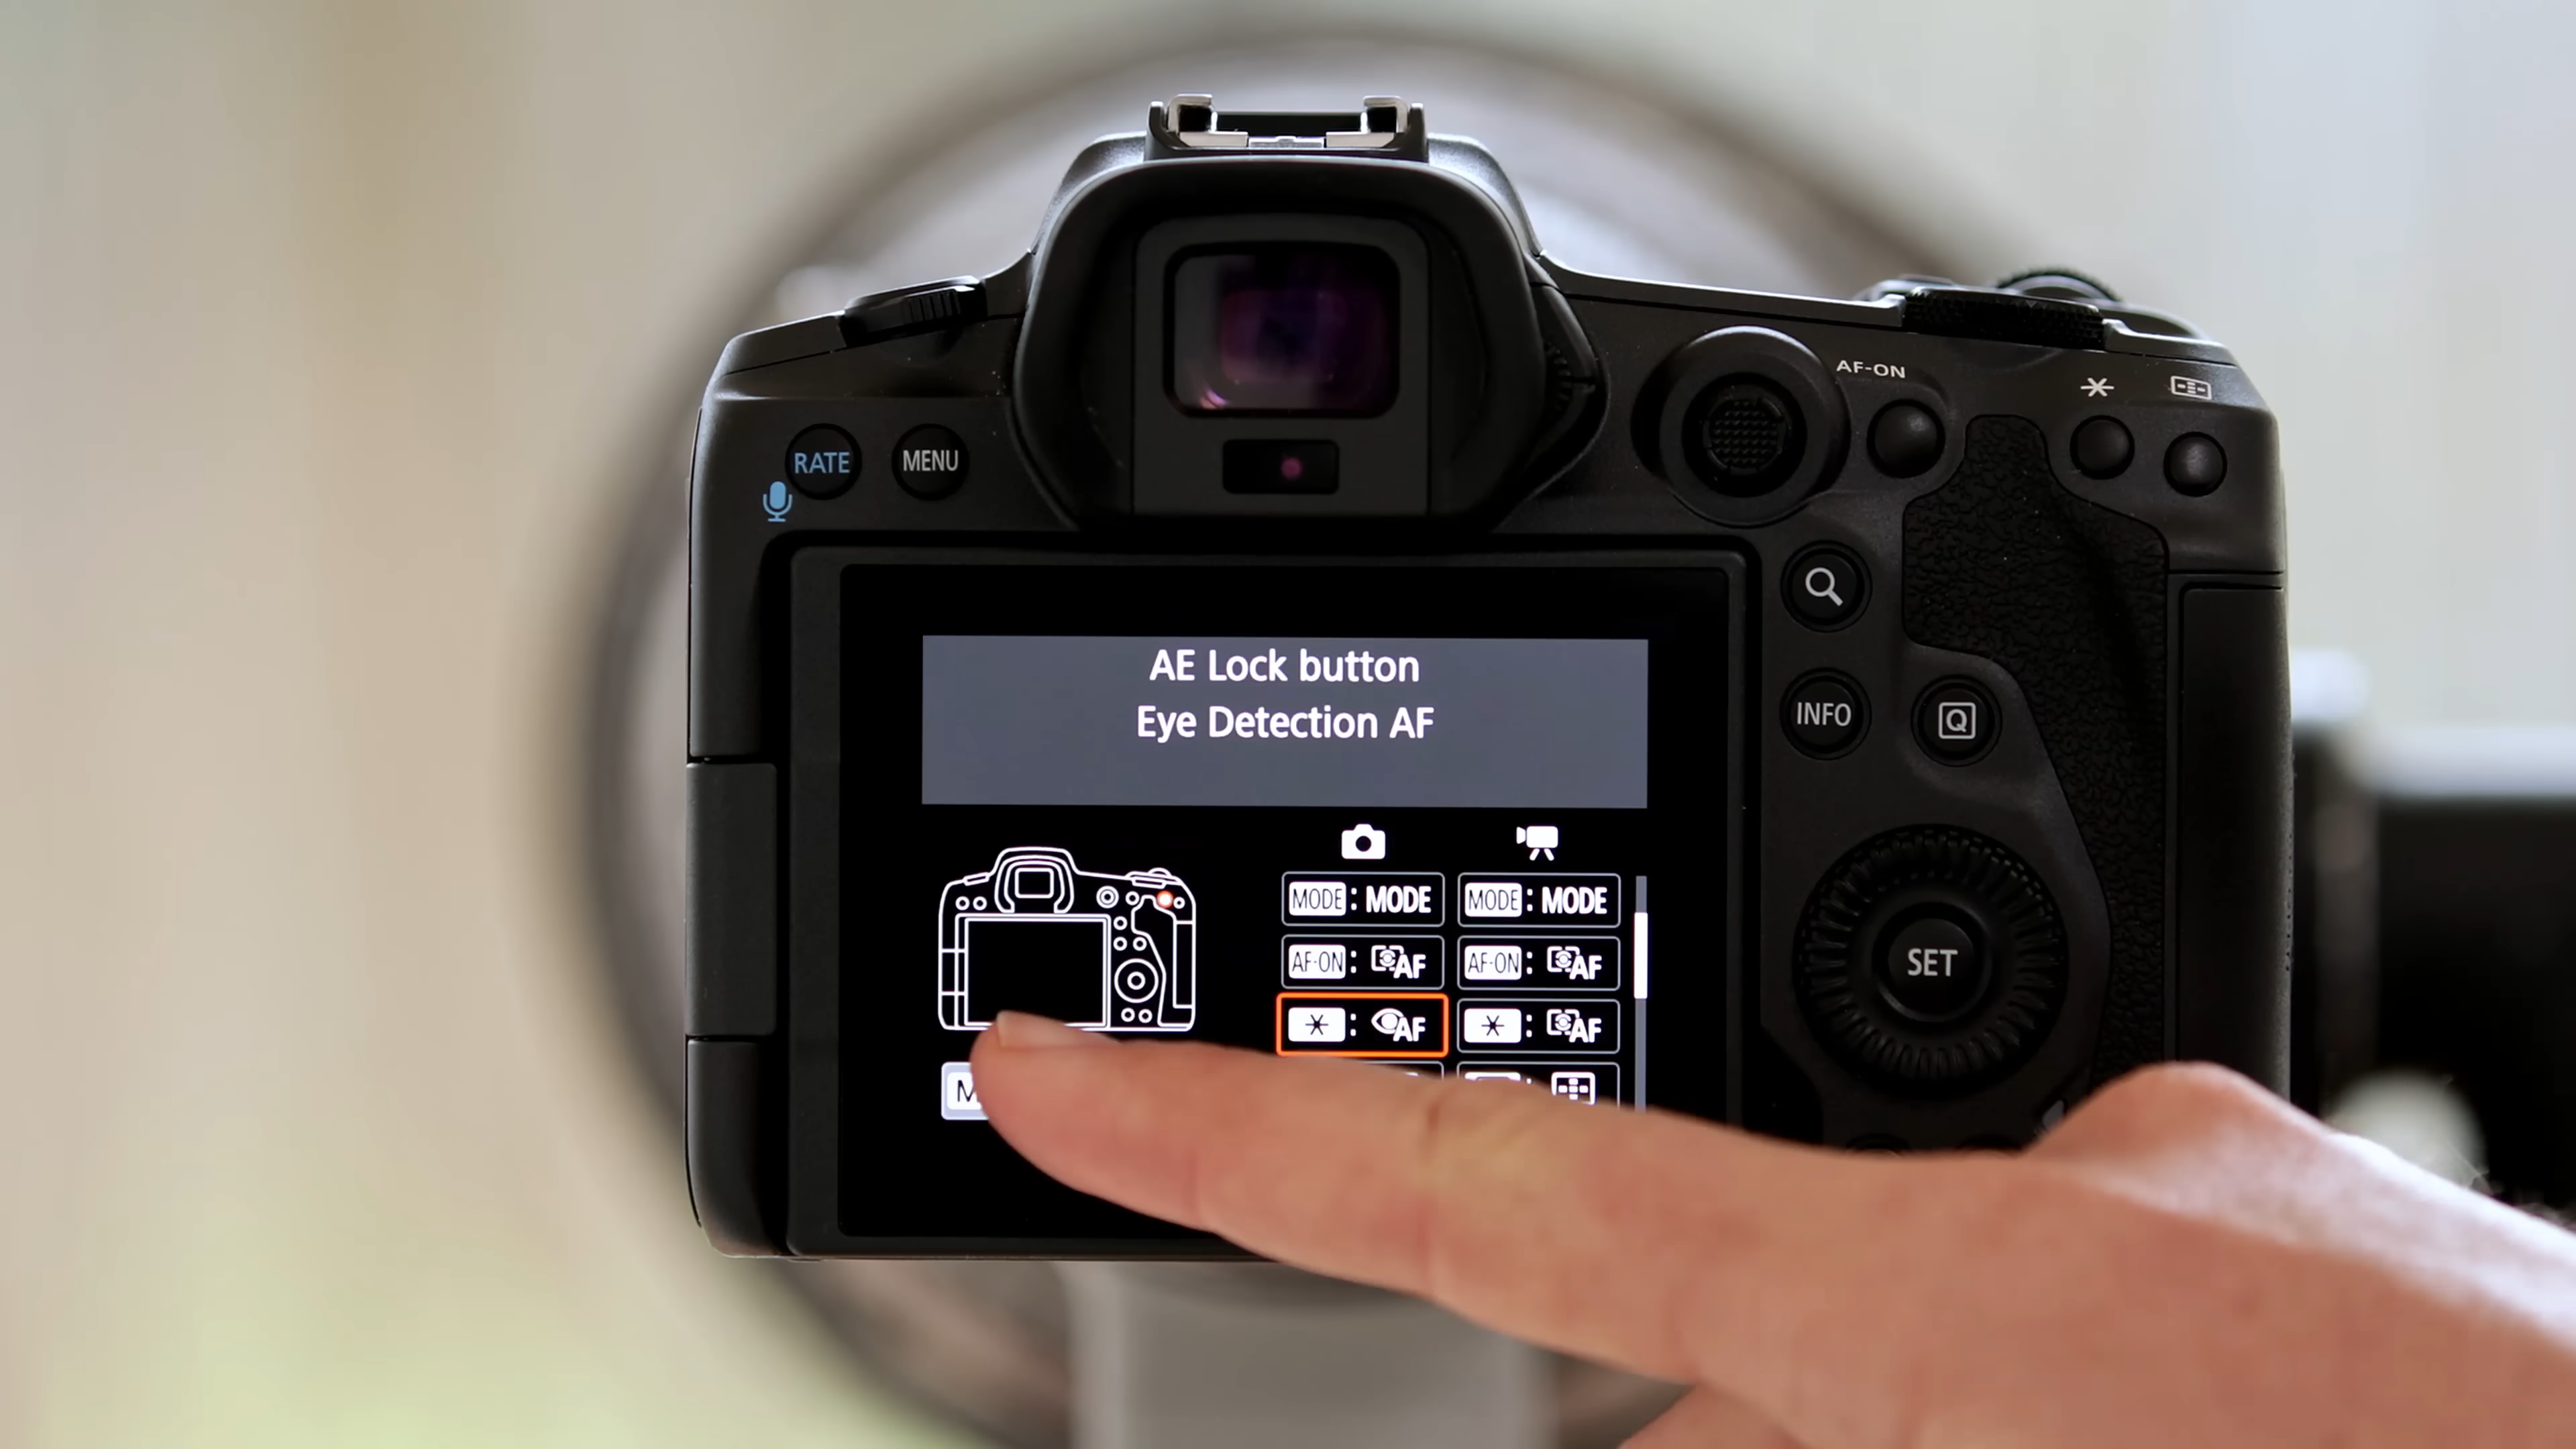 AF-ON
RATE
MENU
AE Lock button
Eye Detection AF
INFO
Q
MODE : MODE
MODE : MODE
AF-ON : AF
AF-ON : AF
* : AF
* : AF
SET